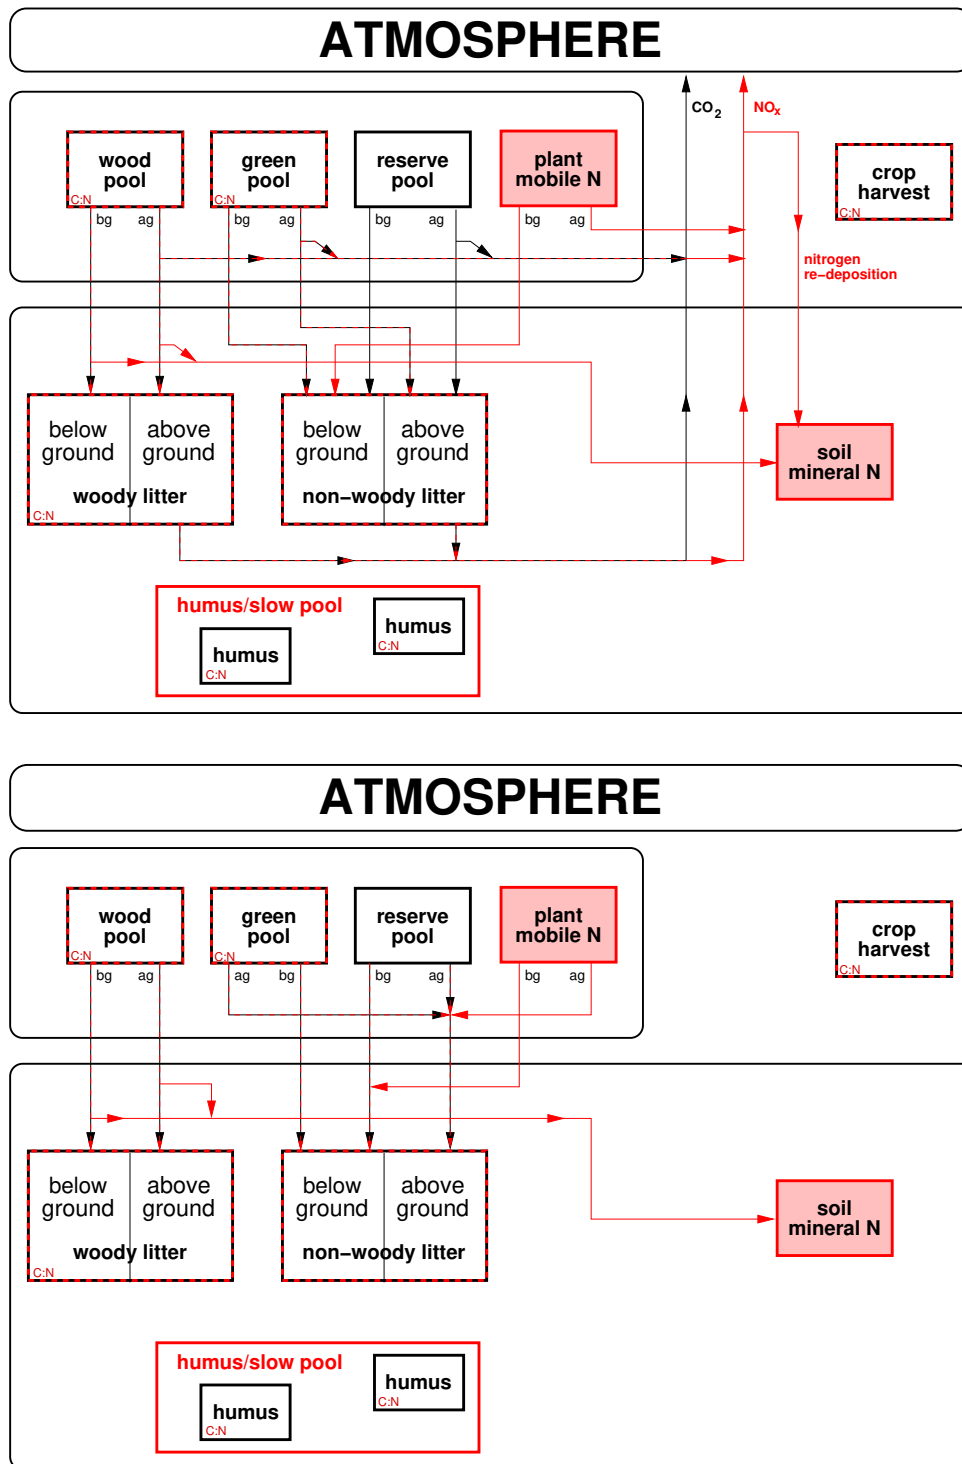 ATMOSPHERE
CO2
NOx
wood
pool
C:N
green
pool
C:N
reserve
pool
plant
mobile N
crop
harvest
C:N
bg
ag
bg
ag
bg
ag
bg
ag
nitrogen
re-deposition
below
ground
above
ground
woody litter
C:N
below
ground
above
ground
non-woody litter
soil
mineral N
humus/slow pool
humus
C:N
humus
C:N
ATMOSPHERE
wood
pool
C:N
green
pool
C:N
reserve
pool
plant
mobile N
crop
harvest
C:N
bg
ag
ag
bg
bg
ag
bg
ag
below
ground
above
ground
woody litter
C:N
below
ground
above
ground
non-woody litter
soil
mineral N
humus/slow pool
humus
C:N
humus
C:N